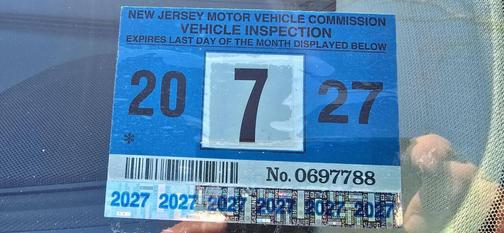 NEW JERSEY MOTOR VEHICLE COMMISSION
VEHICLE INSPECTION
EXPIRES LAST DAY OF THE MONTH DISPLAYED BELOW
20 7 27
*
No. 0697788
2027 2027 2027 2027 2027 2027